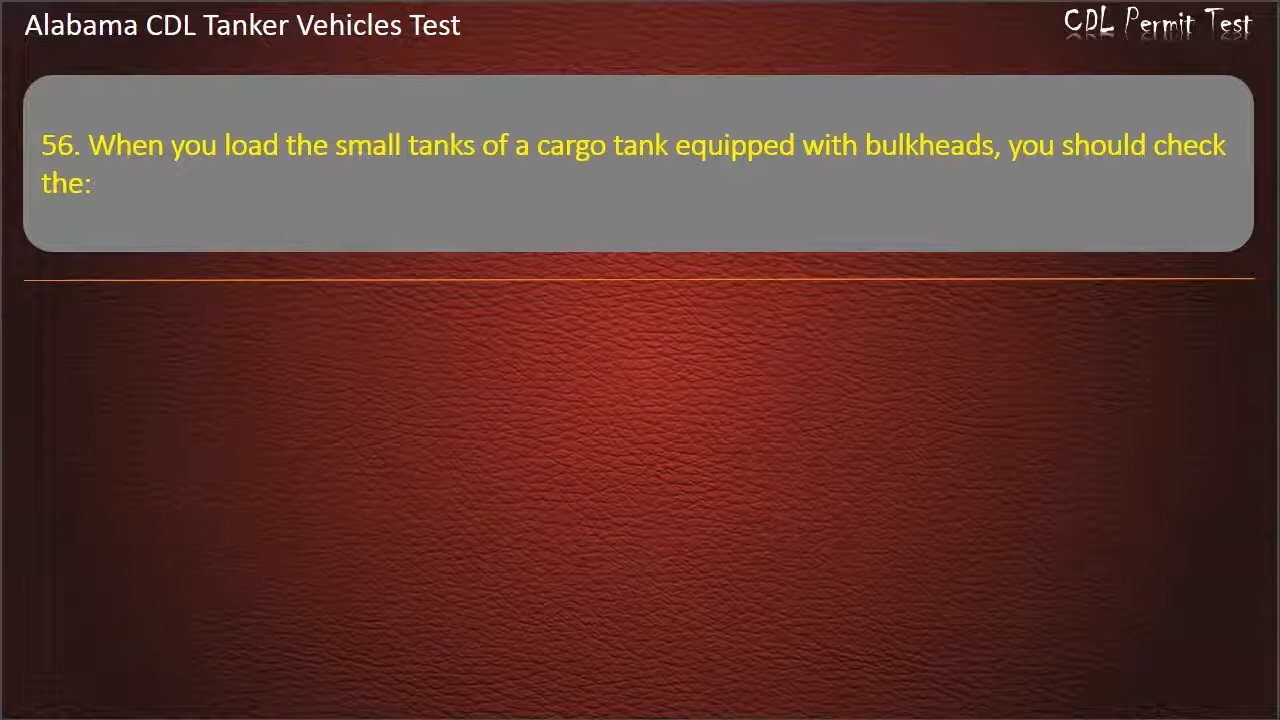 Alabama CDL Tanker Vehicles Test
CDL Permit Test
56. When you load the small tanks of a cargo tank equipped with bulkheads, you should check
the: